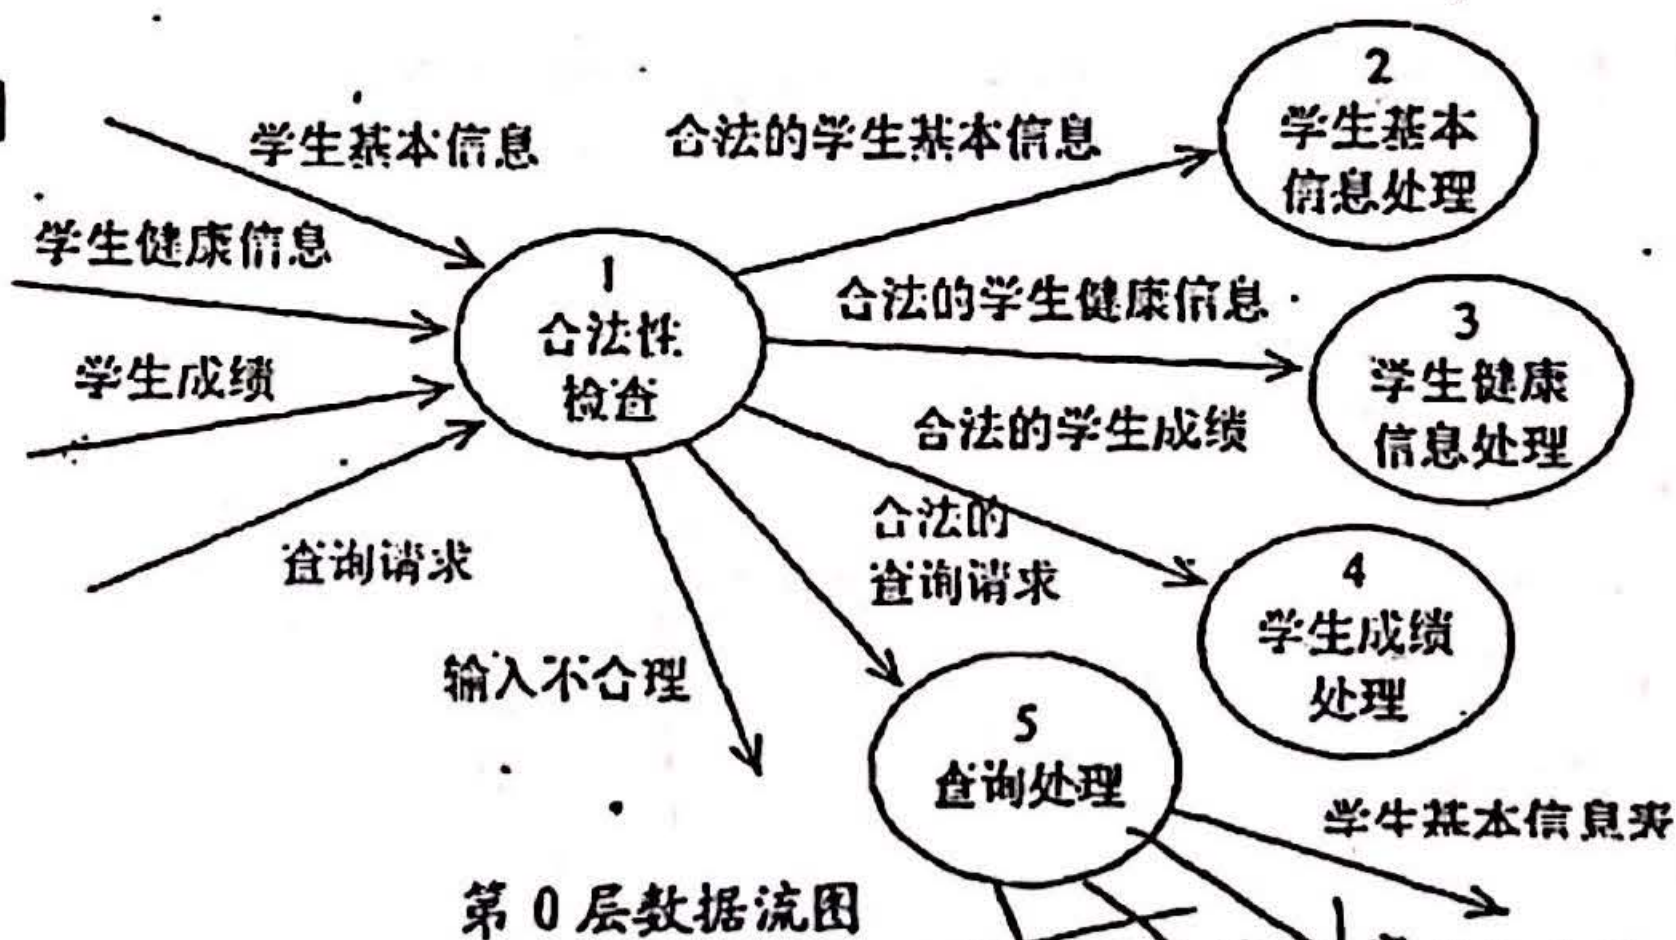 学生基本信息
合法的学生基本信息
2
学生基本
信息处理
学生健康信息
1
合法性
检查
合法的学生健康信息
3
学生健康
信息处理
学生成绩
合法的学生成绩
合法的
查询请求
查询请求
4
学生成绩
处理
输入不合理
5
查询处理
学生基本信息表
第0层数据流图